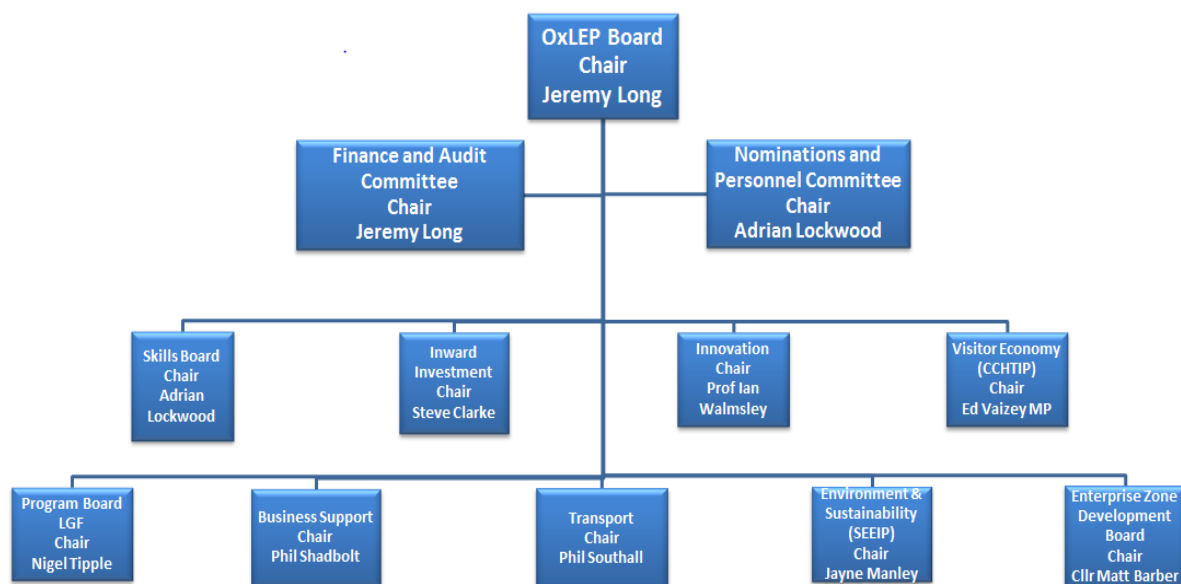 OxLEP Board
Chair
Jeremy Long
Finance and Audit
Committee
Chair
Jeremy Long
Nominations and
Personnel Committee
Chair
Adrian Lockwood
Skills Board
Chair
Adrian
Lockwood
Inward
Investment
Chair
Steve Clarke
Innovation
Chair
Prof Ian
Walmsley
Visitor Economy
(CCHTIP)
Chair
Ed Vaizey MP
Program Board
LGF
Chair
Nigel Tipple
Business Support
Chair
Phil Shadbolt
Transport
Chair
Phil Southall
Environment &
Sustainability
(SEEIP)
Chair
Jayne Manley
Enterprise Zone
Development
Board
Chair
Cllr Matt Barber